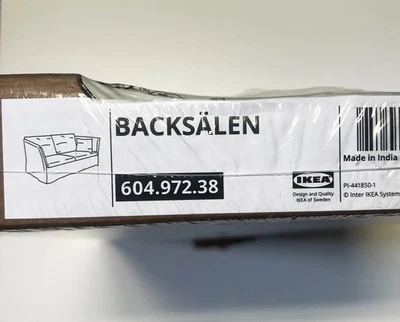 BACKSÄLEN
604.972.38
IKEA
Design and Quality
IKEA of Sweden
Made in India
PI-441850-1
© Inter IKEA System